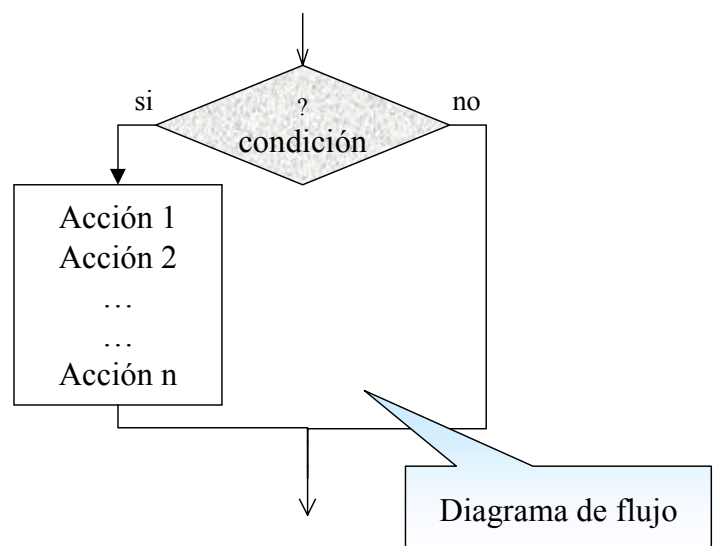 si
?
no
condición
Acción 1
Acción 2
…
…
Acción n
Diagrama de flujo